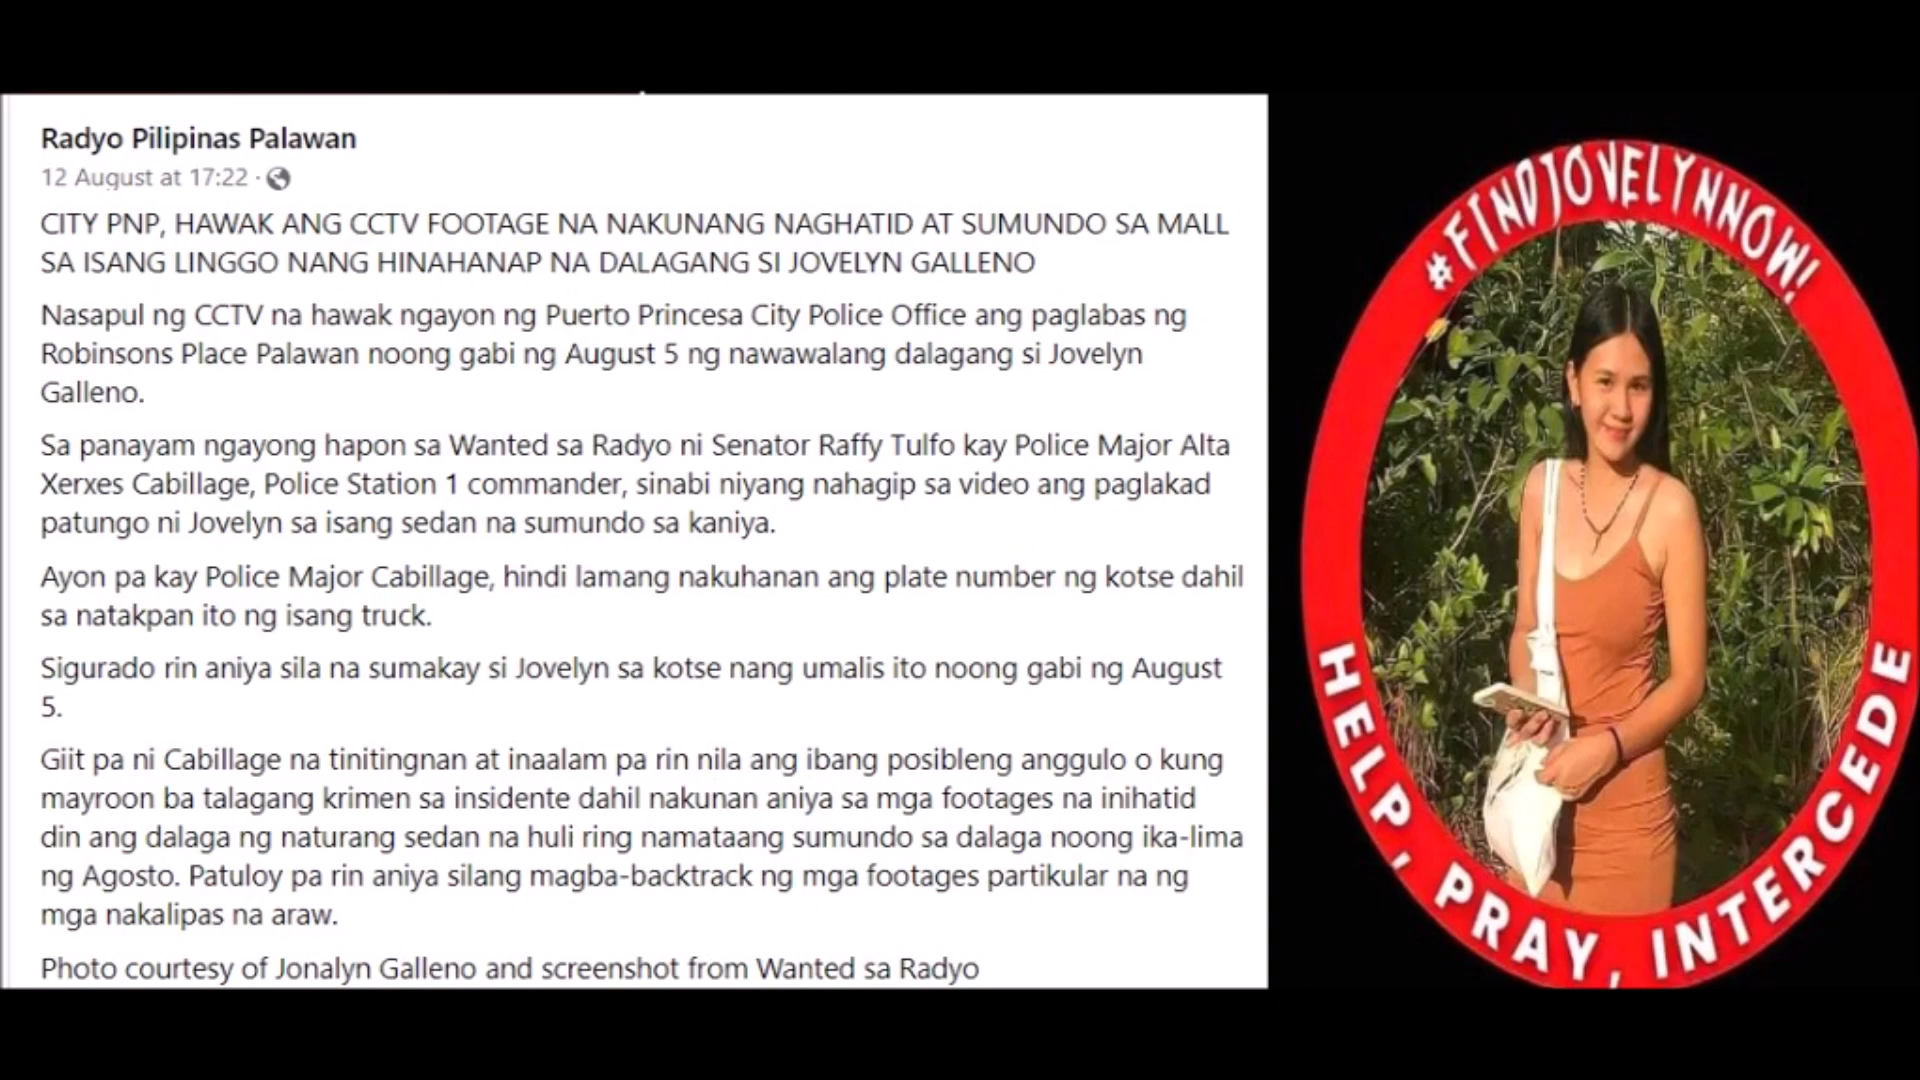 Radyo Pilipinas Palawan
12 August at 17:22 ·
CITY PNP, HAWAK ANG CCTV FOOTAGE NA NAKUNANG NAGHATID AT SUMUNDO SA MALL
SA ISANG LINGGO NANG HINAHANAP NA DALAGANG SI JOVELYN GALLENO
Nasapul ng CCTV na hawak ngayon ng Puerto Princesa City Police Office ang paglabas ng
Robinsons Place Palawan noong gabi ng August 5 ng nawawalang dalagang si Jovelyn
Galleno.
Sa panayam ngayong hapon sa Wanted sa Radyo ni Senator Raffy Tulfo kay Police Major Alta
Xerxes Cabillage, Police Station 1 commander, sinabi niyang nahagip sa video ang paglakad
patungo ni Jovelyn sa isang sedan na sumundo sa kaniya.
Ayon pa kay Police Major Cabillage, hindi lamang nakuhanan ang plate number ng kotse dahil
sa natakpan ito ng isang truck.
Sigurado rin aniya sila na sumakay si Jovelyn sa kotse nang umalis ito noong gabi ng August
5.
Giit pa ni Cabillage na tinitingnan at inaalam pa rin nila ang ibang posibleng anggulo o kung
mayroon ba talagang krimen sa insidente dahil nakunan aniya sa mga footages na inihatid
din ang dalaga ng naturang sedan na huli ring namataang sumundo sa dalaga noong ika-lima
ng Agosto. Patuloy pa rin aniya silang magba-backtrack ng mga footages partikular na ng
mga nakalipas na araw.
Photo courtesy of Jonalyn Galleno and screenshot from Wanted sa Radyo
#FINDJOVELYNNOW!
HELP, PRAY, INTERCEDE